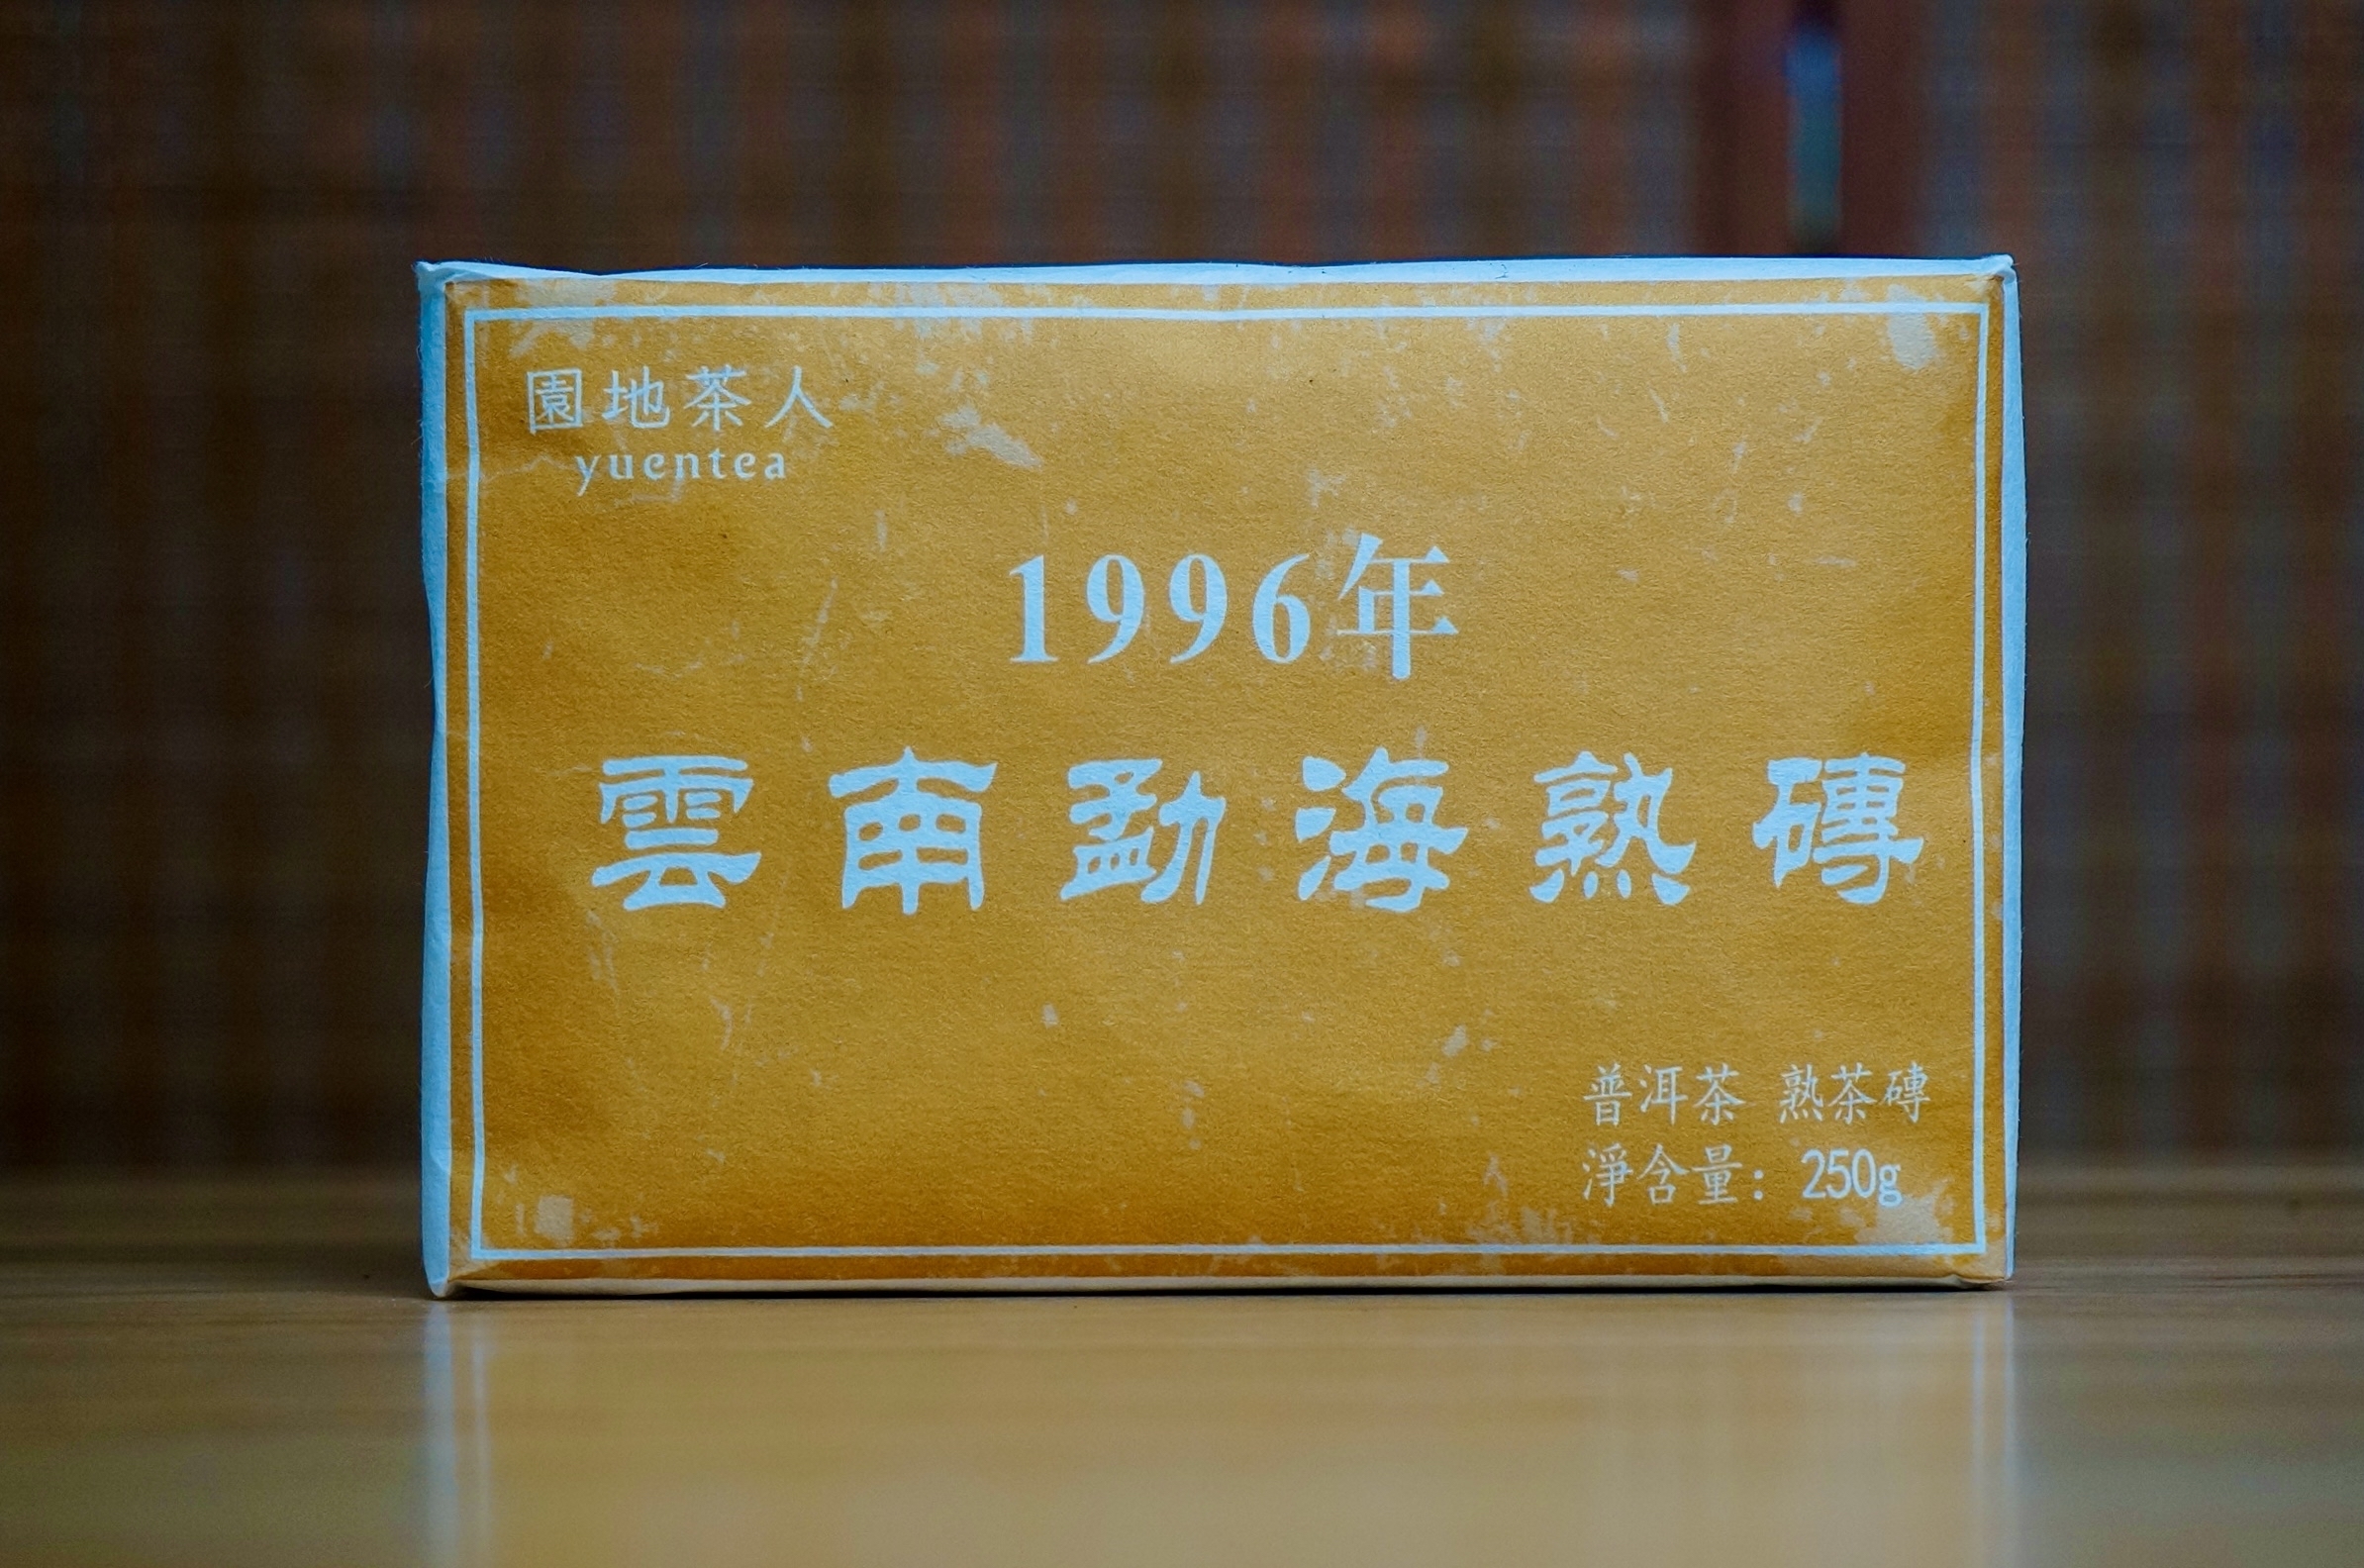 園地茶人
yuentea
1996年
雲南勐海熟磚
普洱茶 熟茶磚
淨含量：250g